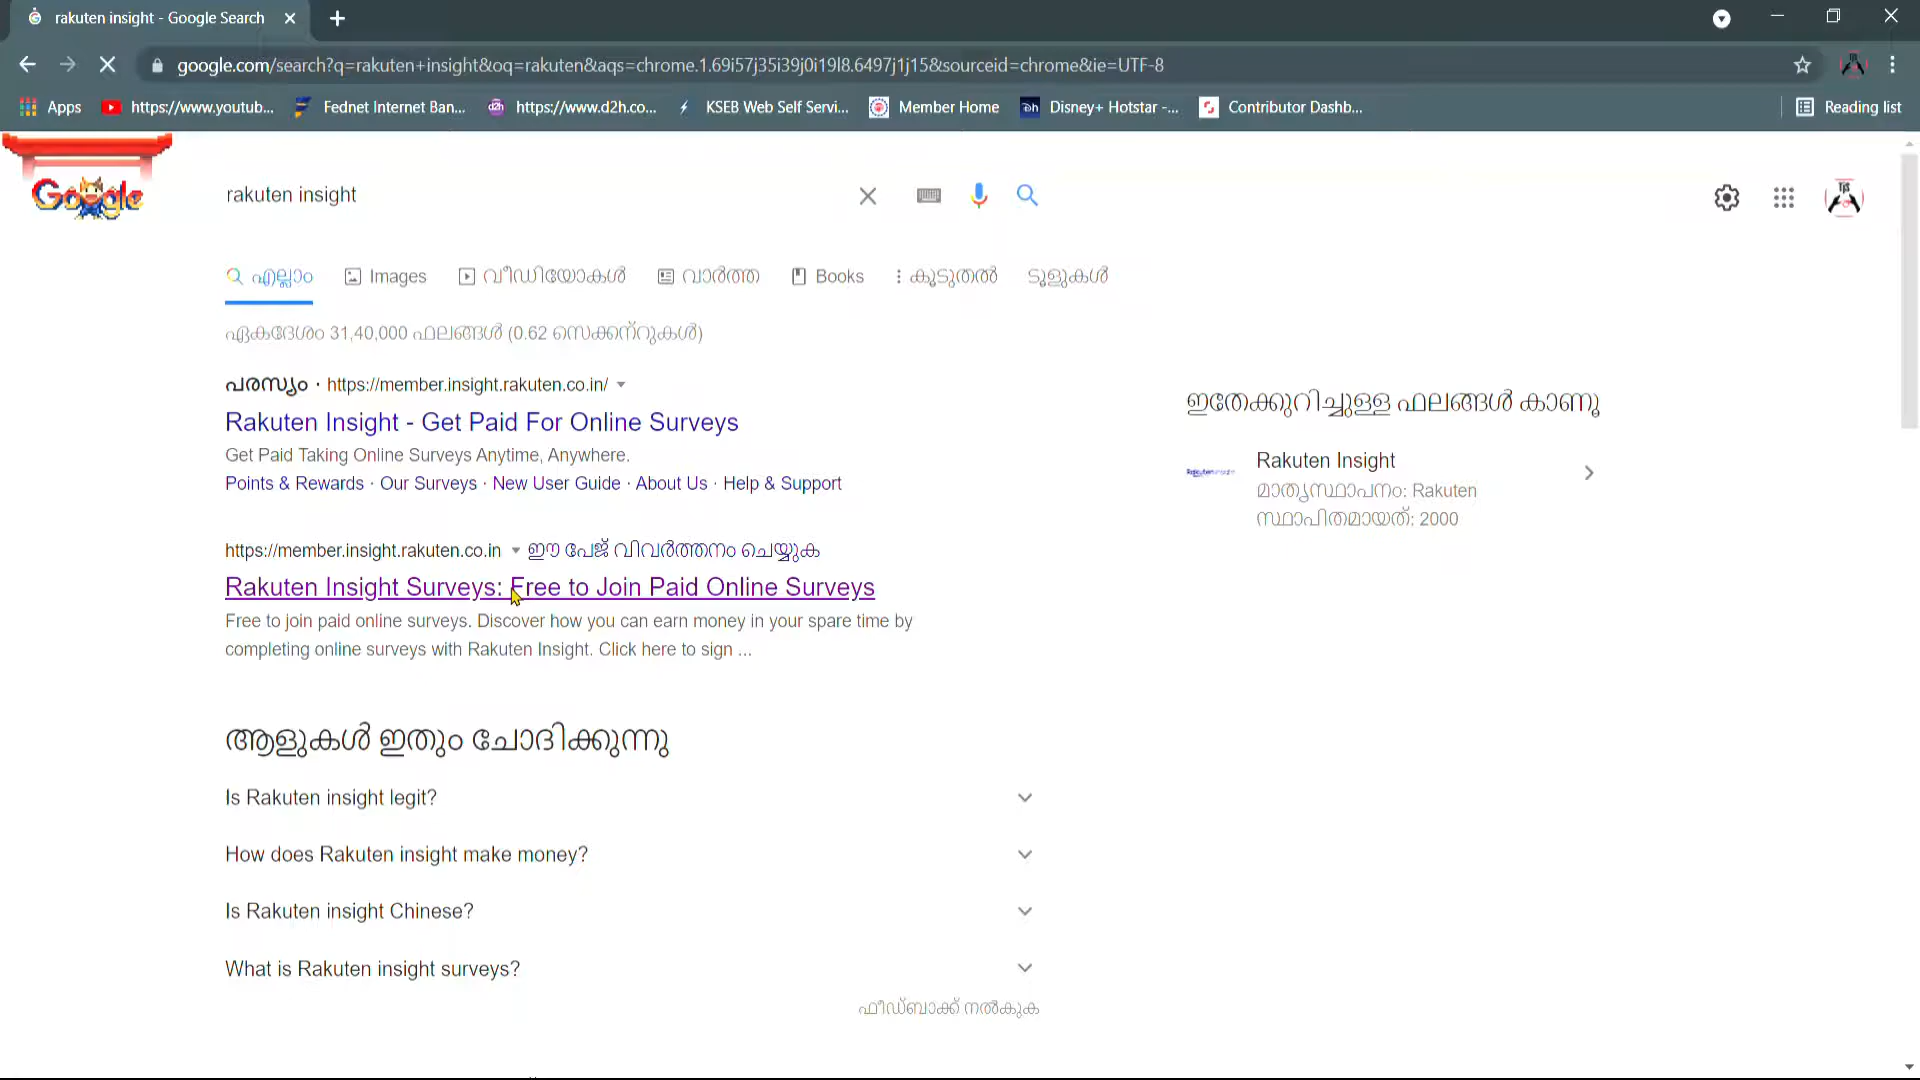 rakuten insight - Google Search
google.com/search?q=rakuten+insight&oq=rakuten&aqs=chrome.1.69i57j35i39j0i19l8.6497j1j15&sourceid=chrome&ie=UTF-8
Apps https://www.youtub... Fednet Internet Ban... https://www.d2h.co... KSEB Web Self Servi... Member Home Disney+ Hotstar -... Contributor Dashb... Reading list
Google
rakuten insight
എല്ലാം Images വീഡിയോകൾ വാർത്ത Books കൂടുതൽ ടൂളുകൾ
ഏകദേശം 31,40,000 ഫലങ്ങൾ (0.62 സെക്കന്റുകൾ)
പരസ്യം · https://member.insight.rakuten.co.in/
Rakuten Insight - Get Paid For Online Surveys
Get Paid Taking Online Surveys Anytime, Anywhere.
Points & Rewards · Our Surveys · New User Guide · About Us · Help & Support
https://member.insight.rakuten.co.in ഈ പേജ് വിവർത്തനം ചെയ്യുക
Rakuten Insight Surveys: Free to Join Paid Online Surveys
Free to join paid online surveys. Discover how you can earn money in your spare time by
completing online surveys with Rakuten Insight. Click here to sign ...
ആളുകൾ ഇതും ചോദിക്കുന്നു
Is Rakuten insight legit?
How does Rakuten insight make money?
Is Rakuten insight Chinese?
What is Rakuten insight surveys?
ഫീഡ്ബാക്ക് നൽകുക
ഇതേക്കുറിച്ചുള്ള ഫലങ്ങൾ കാണൂ
Rakuten Insight
മാതൃസ്ഥാപനം: Rakuten
സ്ഥാപിതമായത്: 2000